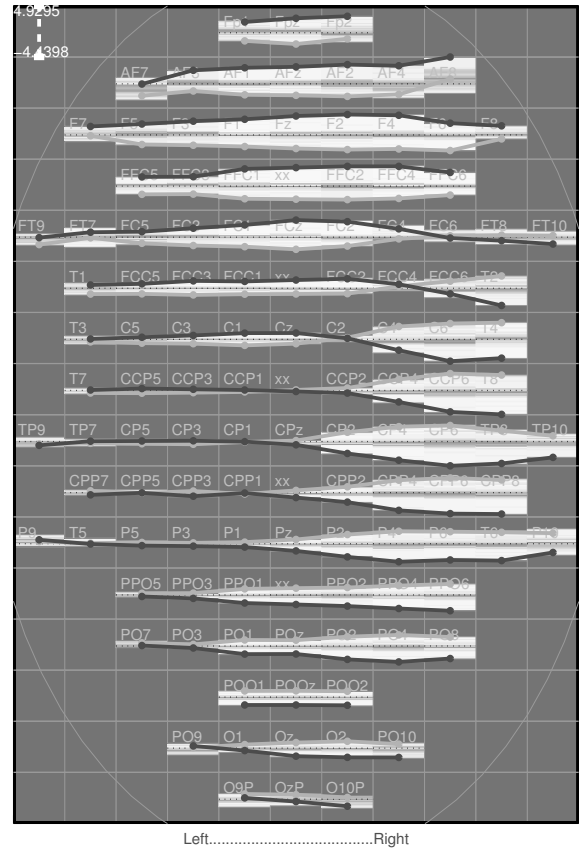 4.9295
Fp1 Fpz Fp2
-4.4398
AF7 AF3 AF1 AFz AF2 AF4 AF8
F7 F5 F3 F1 Fz F2 F4 F6 F8
FFC5 FFC3 FFC1 xx FFC2 FFC4 FFC6
FT9 FT7 FC5 FC3 FC1 FCz FC2 FC4 FC6 FT8 FT10
T1 FCC5 FCC3 FCC1 xx FCC2 FCC4 FCC6 T2
T3 C5 C3 C1 Cz C2 C4 C6 T4
T7 CCP5 CCP3 CCP1 xx CCP2 CCP4 CCP6 T8
TP9 TP7 CP5 CP3 CP1 CPz CP2 CP4 CP6 TP8 TP10
CPP7 CPP5 CPP3 CPP1 xx CPP2 CPP4 CPP6 CPP8
P9 T5 P5 P3 P1 Pz P2 P4 P6 T6 P10
PPO5 PPO3 PPO1 xx PPO2 PPO4 PPO6
PO7 PO3 PO1 POz PO2 PO4 PO8
POO1 POOz POO2
PO9 O1 Oz O2 PO10
O9P OzP O10P
Left.......................................Right